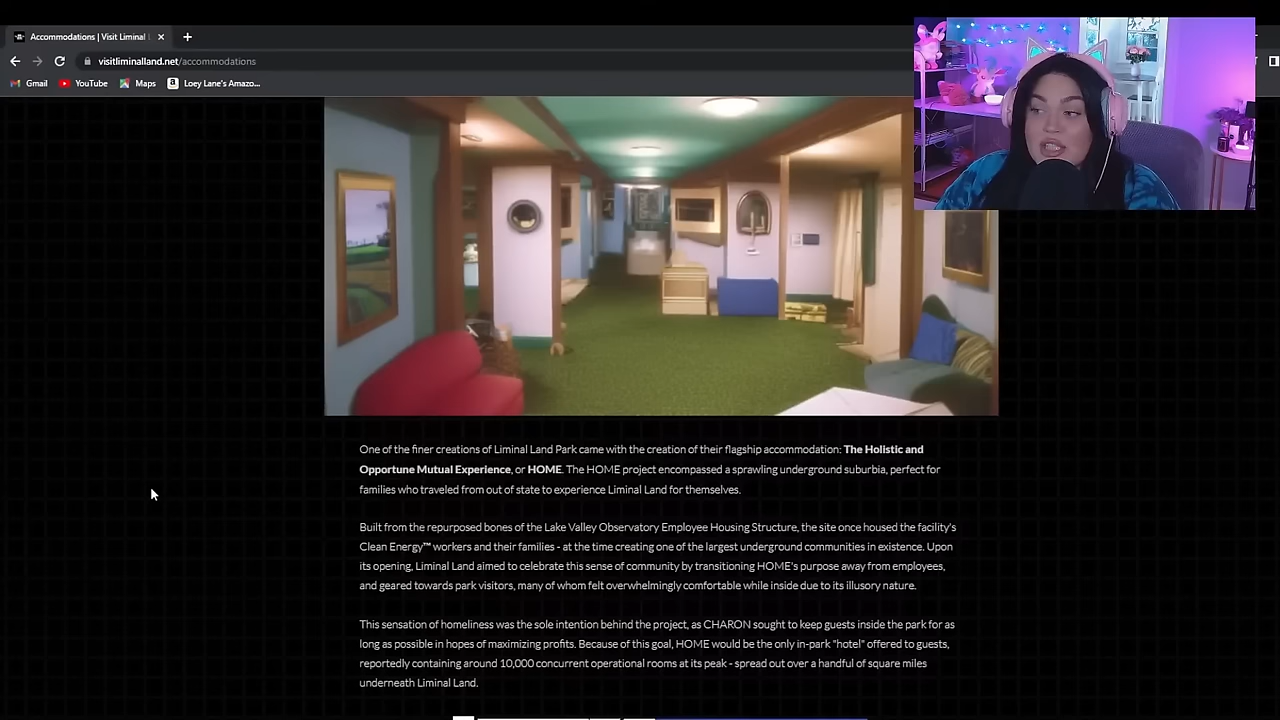 Accommodations | Visit Liminal
visitliminalland.net/accommodations
Gmail YouTube Maps Loey Lane's Amazo...
One of the finer creations of Liminal Land Park came with the creation of their flagship accommodation: The Holistic and
Opportune Mutual Experience, or HOME. The HOME project encompassed a sprawling underground suburbia, perfect for
families who traveled from out of state to experience Liminal Land for themselves.
Built from the repurposed bones of the Lake Valley Observatory Employee Housing Structure, the site once housed the facility's
Clean Energy™ workers and their families - at the time creating one of the largest underground communities in existence. Upon
its opening, Liminal Land aimed to celebrate this sense of community by transitioning HOME's purpose away from employees,
and geared towards park visitors, many of whom felt overwhelmingly comfortable while inside due to its illusory nature.
This sensation of homeliness was the sole intention behind the project, as CHARON sought to keep guests inside the park for as
long as possible in hopes of maximizing profits. Because of this goal, HOME would be the only in-park "hotel" offered to guests,
reportedly containing around 10,000 concurrent operational rooms at its peak - spread out over a handful of square miles
underneath Liminal Land.